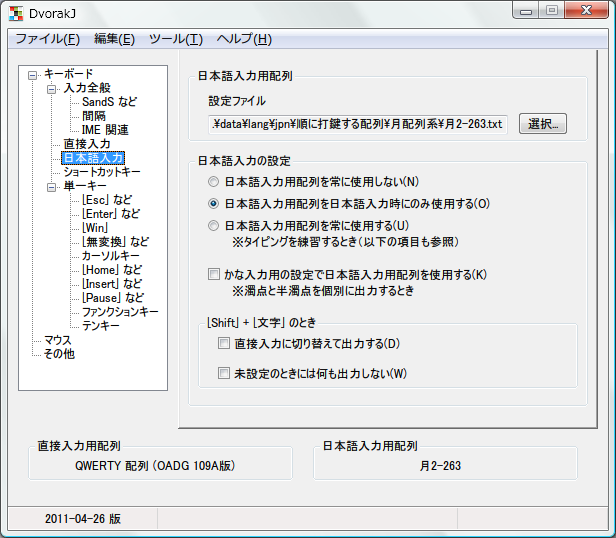 DvorakJ
ファイル(F) 編集(E) ツール(T) ヘルプ(H)
キーボード
入力全般
SandS など
間隔
IME 関連
直接入力
日本語入力
ショートカットキー
単一キー
⌊Esc」 など
⌊Enter」 など
⌊Win」
⌊無変換」 など
カーソルキー
⌊Home」 など
⌊Insert」 など
⌊Pause」 など
ファンクションキー
テンキー
マウス
その他
日本語入力用配列
設定ファイル
.¥data¥lang¥jpn¥順に打鍵する配列¥月配列系¥月2-263.txt
選択...
日本語入力の設定
日本語入力用配列を常に使用しない(N)
日本語入力用配列を日本語入力時にのみ使用する(O)
日本語入力用配列を常に使用する(U)
※タイピングを練習するとき（以下の項目も参照）
かな入力用の設定で日本語入力用配列を使用する(K)
※濁点と半濁点を個別に出力するとき
⌊Shift」 + ⌊文字」 のとき
直接入力に切り替えて出力する(D)
未設定のときには何も出力しない(W)
直接入力用配列
QWERTY 配列 （OADG 109A版）
日本語入力用配列
月2-263
2011-04-26 版